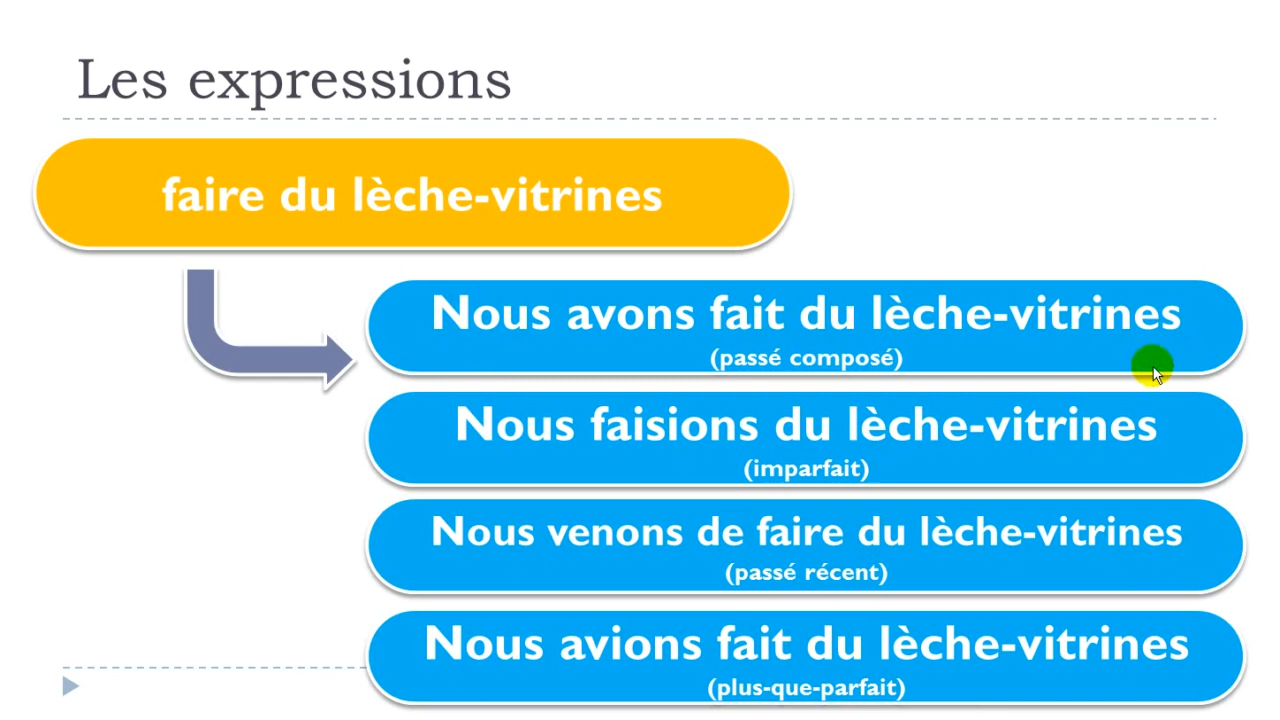 Les expressions
faire du lèche-vitrines
Nous avons fait du lèche-vitrines
(passé composé)
Nous faisions du lèche-vitrines
(imparfait)
Nous venons de faire du lèche-vitrines
(passé récent)
Nous avions fait du lèche-vitrines
(plus-que-parfait)